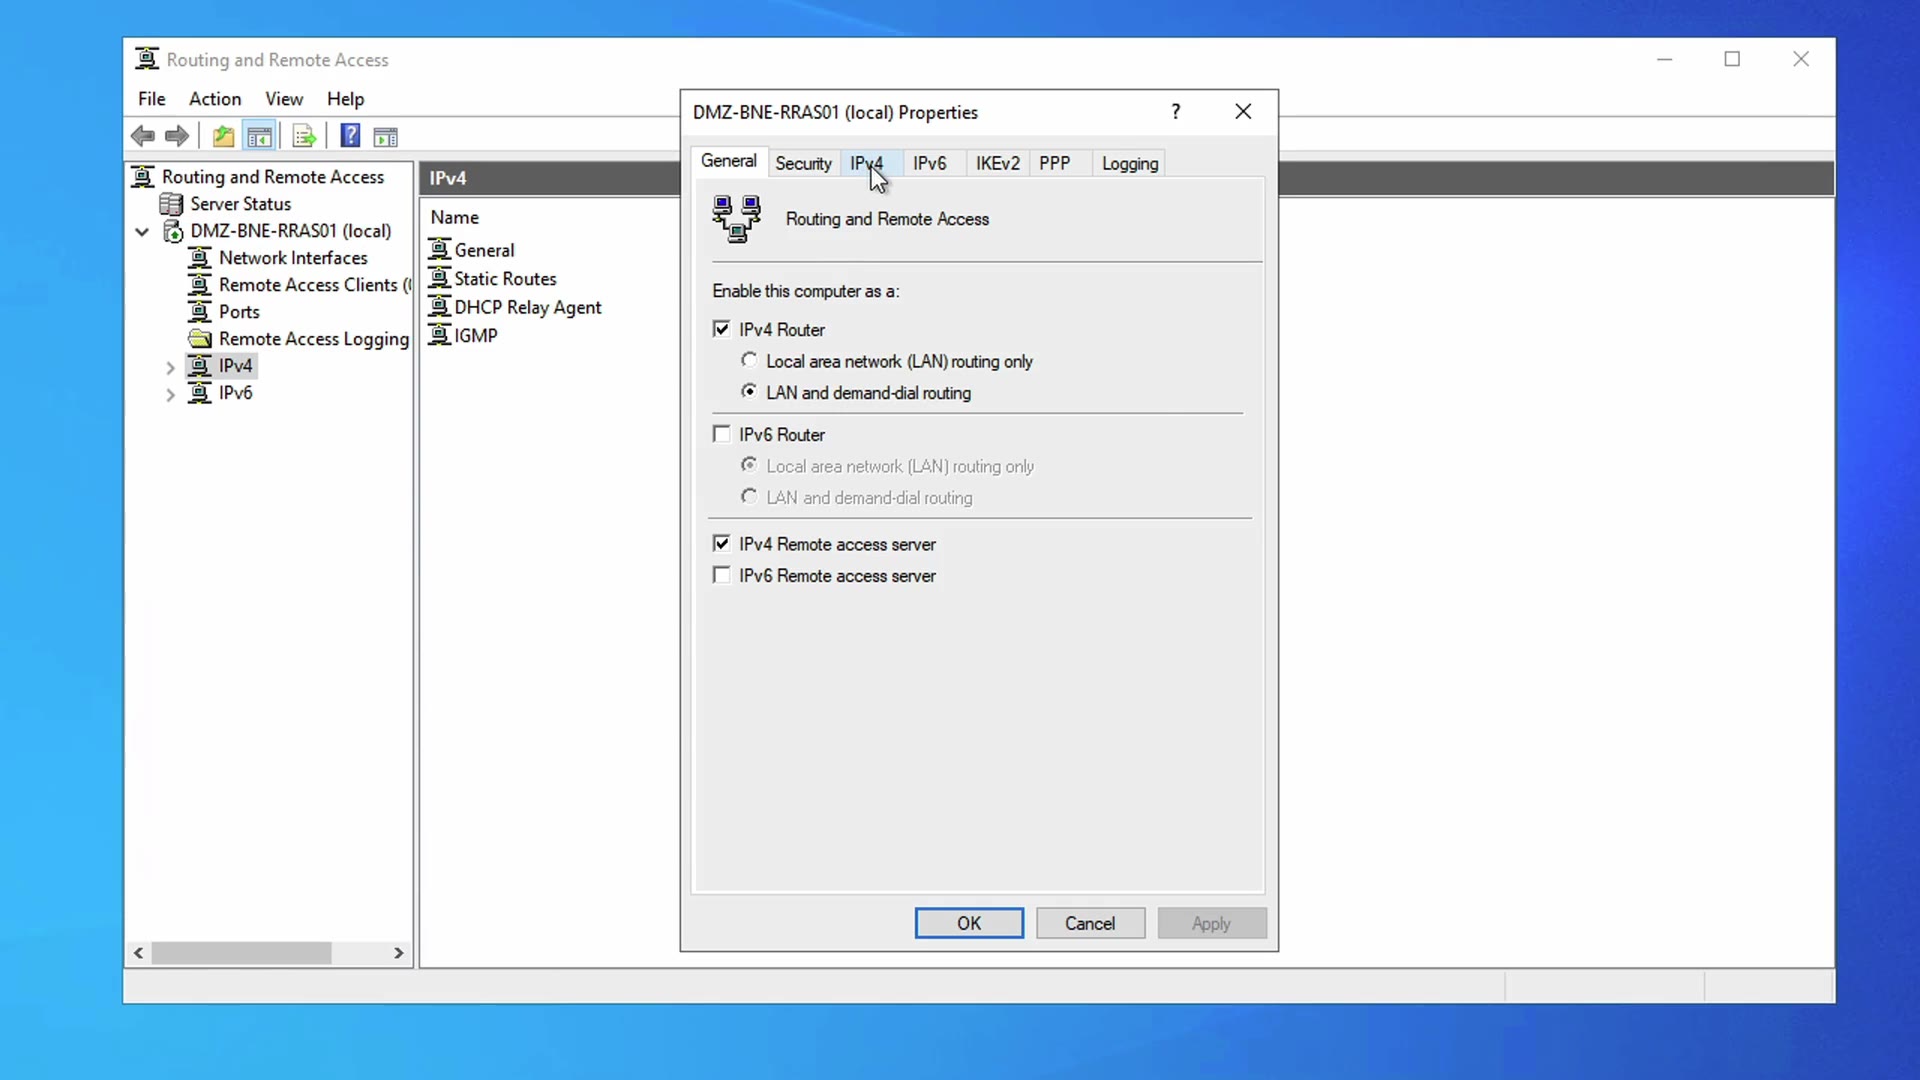 Routing and Remote Access
File Action View Help
Routing and Remote Access
Server Status
DMZ-BNE-RRAS01 (local)
Network Interfaces
Remote Access Clients (
Ports
Remote Access Logging
IPv4
IPv6
IPv4
Name
General
Static Routes
DHCP Relay Agent
IGMP
DMZ-BNE-RRAS01 (local) Properties
?
General Security IPv4 IPv6 IKEv2 PPP Logging
Routing and Remote Access
Enable this computer as a:
IPv4 Router
Local area network (LAN) routing only
LAN and demand-dial routing
IPv6 Router
Local area network (LAN) routing only
LAN and demand-dial routing
IPv4 Remote access server
IPv6 Remote access server
OK Cancel Apply